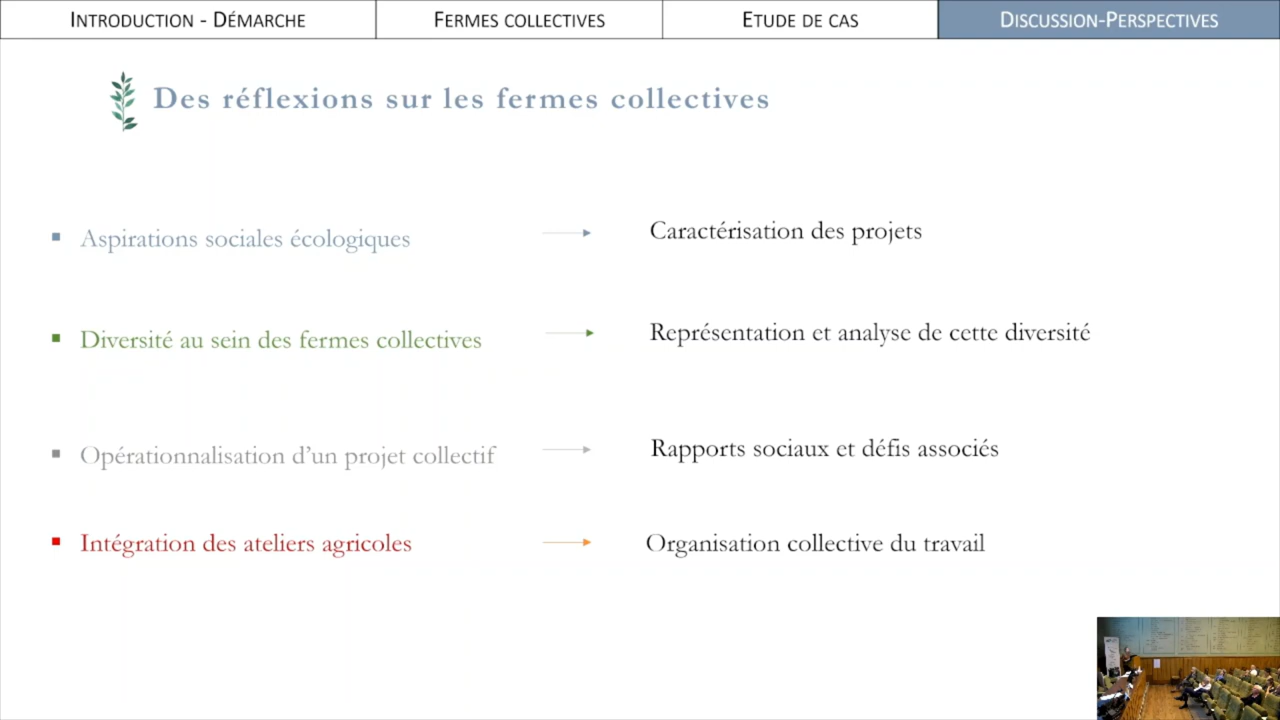 INTRODUCTION - DÉMARCHE
FERMES COLLECTIVES
ETUDE DE CAS
DISCUSSION-PERSPECTIVES
Des réflexions sur les fermes collectives
Aspirations sociales écologiques
Caractérisation des projets
Diversité au sein des fermes collectives
Représentation et analyse de cette diversité
Opérationnalisation d’un projet collectif
Rapports sociaux et défis associés
Intégration des ateliers agricoles
Organisation collective du travail